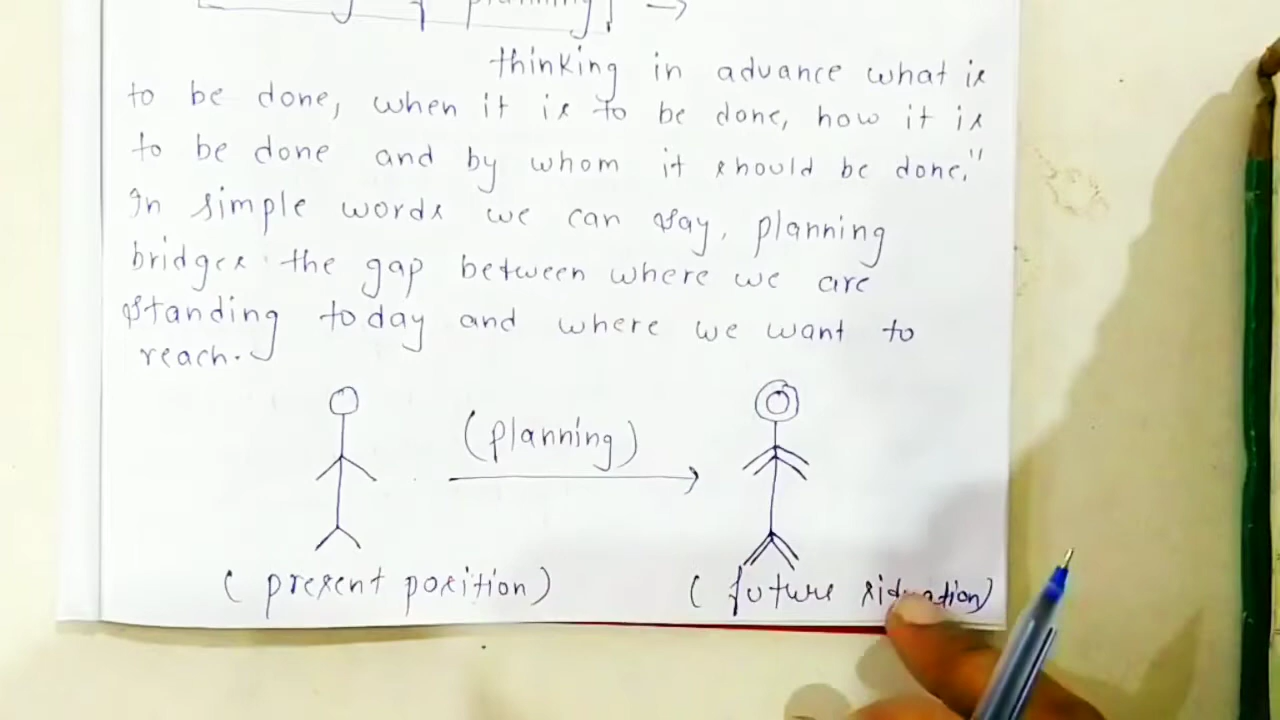 planning →
thinking in advance what is
to be done, when it is to be done, how it is
to be done and by whom it should be done."
In simple words we can say, planning
bridges the gap between where we are
standing today and where we want to
reach.
(planning)
(present position)
(future situation)